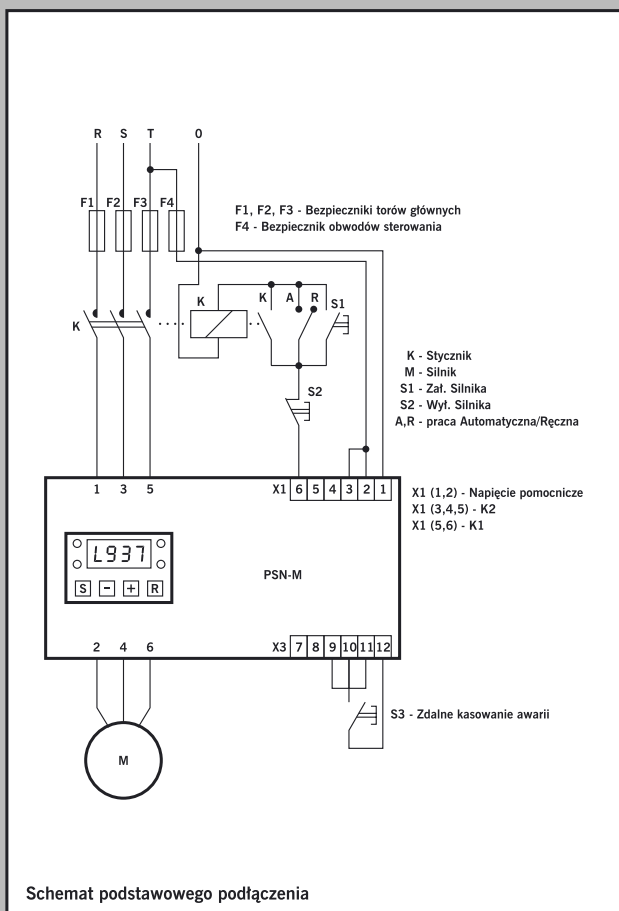 R S T 0
F1 F2 F3 F4
F1, F2, F3 - Bezpieczniki torów głównych
F4 - Bezpiecznik obwodów sterowania
K
K
K A R S1
K - Stycznik
M - Silnik
S1 - Zał. Silnika
S2 - Wył. Silnika
A,R - praca Automatyczna/Ręczna
S2
1 3 5 X1 6 5 4 3 2 1
X1 (1,2) - Napięcie pomocnicze
X1 (3,4,5) - K2
X1 (5,6) - K1
L937
S - + R
PSN-M
2 4 6 X3 7 8 9 10 11 12
S3 - Zdalne kasowanie awarii
M
Schemat podstawowego podłączenia